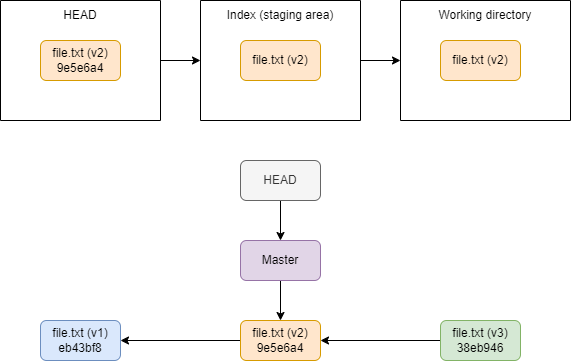 HEAD
Index (staging area)
Working directory
file.txt (v2)
9e5e6a4
file.txt (v2)
file.txt (v2)
HEAD
Master
file.txt (v1)
eb43bf8
file.txt (v2)
9e5e6a4
file.txt (v3)
38eb946